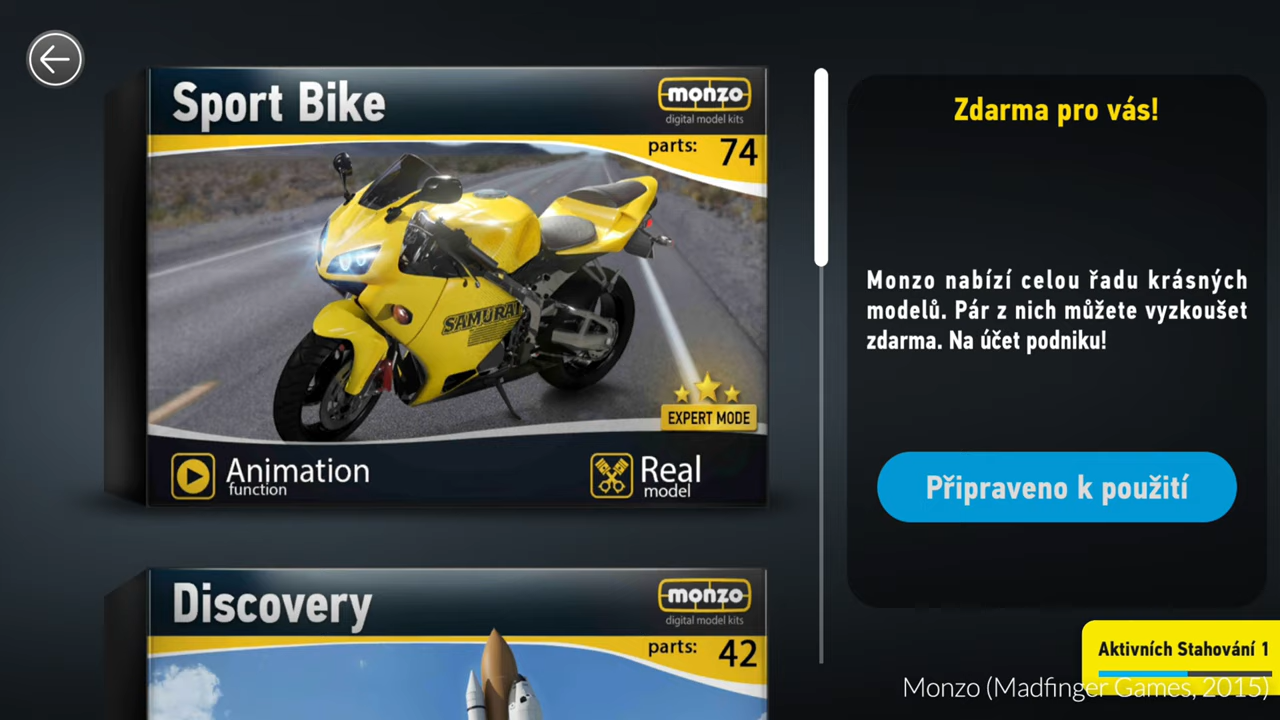 Sport Bike
monzo
digital model kits
parts: 74
SAMURAI
EXPERT MODE
Animation
function
Real
model
Discovery
monzo
digital model kits
parts: 42
Zdarma pro vás!
Monzo nabízí celou řadu krásných
modelů. Pár z nich můžete vyzkoušet
zdarma. Na účet podniku!
Připraveno k použití
Aktivních Stahování 1
Monzo (Madfinger Games, 2015)